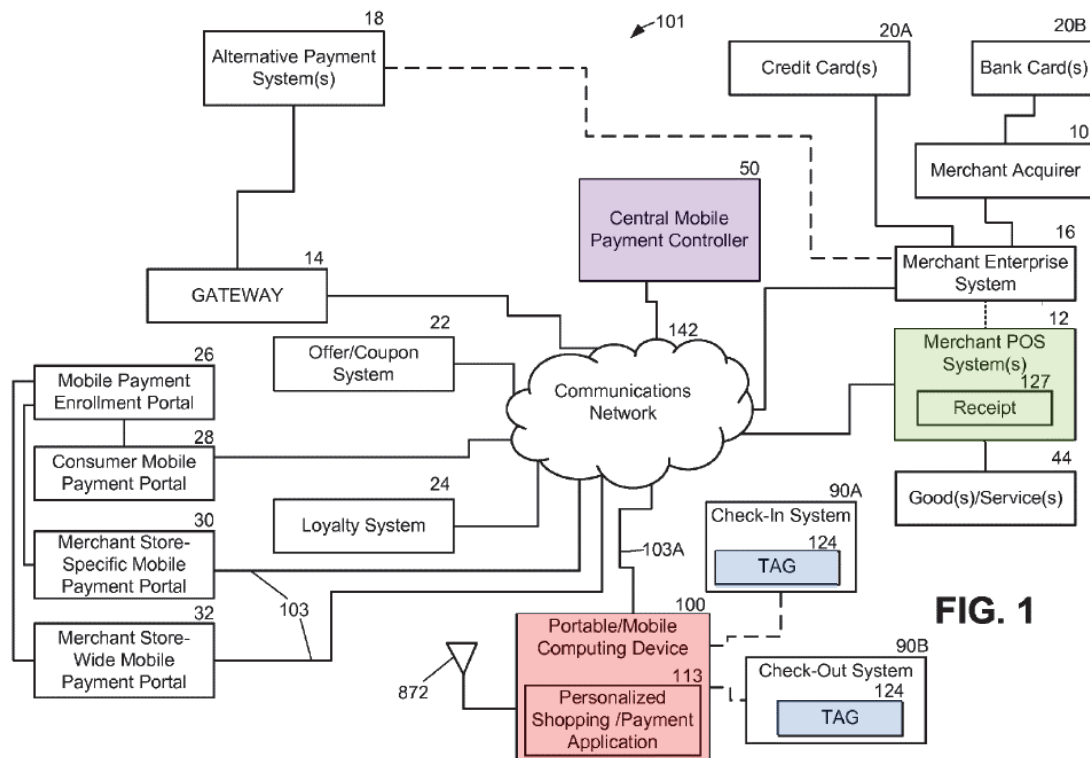 18
Alternative Payment
System(s)
101
20A
Credit Card(s)
20B
Bank Card(s)
10
Merchant Acquirer
50
Central Mobile
Payment Controller
16
Merchant Enterprise
System
14
GATEWAY
22
Offer/Coupon
System
142
Communications
Network
12
Merchant POS
System(s)
127
Receipt
26
Mobile Payment
Enrollment Portal
28
Consumer Mobile
Payment Portal
24
Loyalty System
44
Good(s)/Service(s)
30
Merchant Store-
Specific Mobile
Payment Portal
103
32
Merchant Store-
Wide Mobile
Payment Portal
103A
90A
Check-In System
124
TAG
FIG. 1
100
Portable/Mobile
Computing Device
113
Personalized
Shopping /Payment
Application
872
90B
Check-Out System
124
TAG